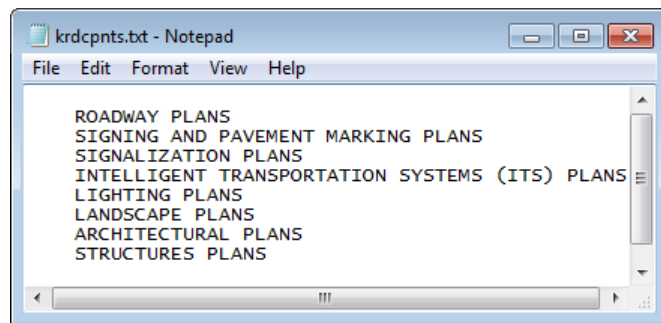 krdcpnts.txt - Notepad
File Edit Format View Help
ROADWAY PLANS
SIGNING AND PAVEMENT MARKING PLANS
SIGNALIZATION PLANS
INTELLIGENT TRANSPORTATION SYSTEMS (ITS) PLANS
LIGHTING PLANS
LANDSCAPE PLANS
ARCHITECTURAL PLANS
STRUCTURES PLANS